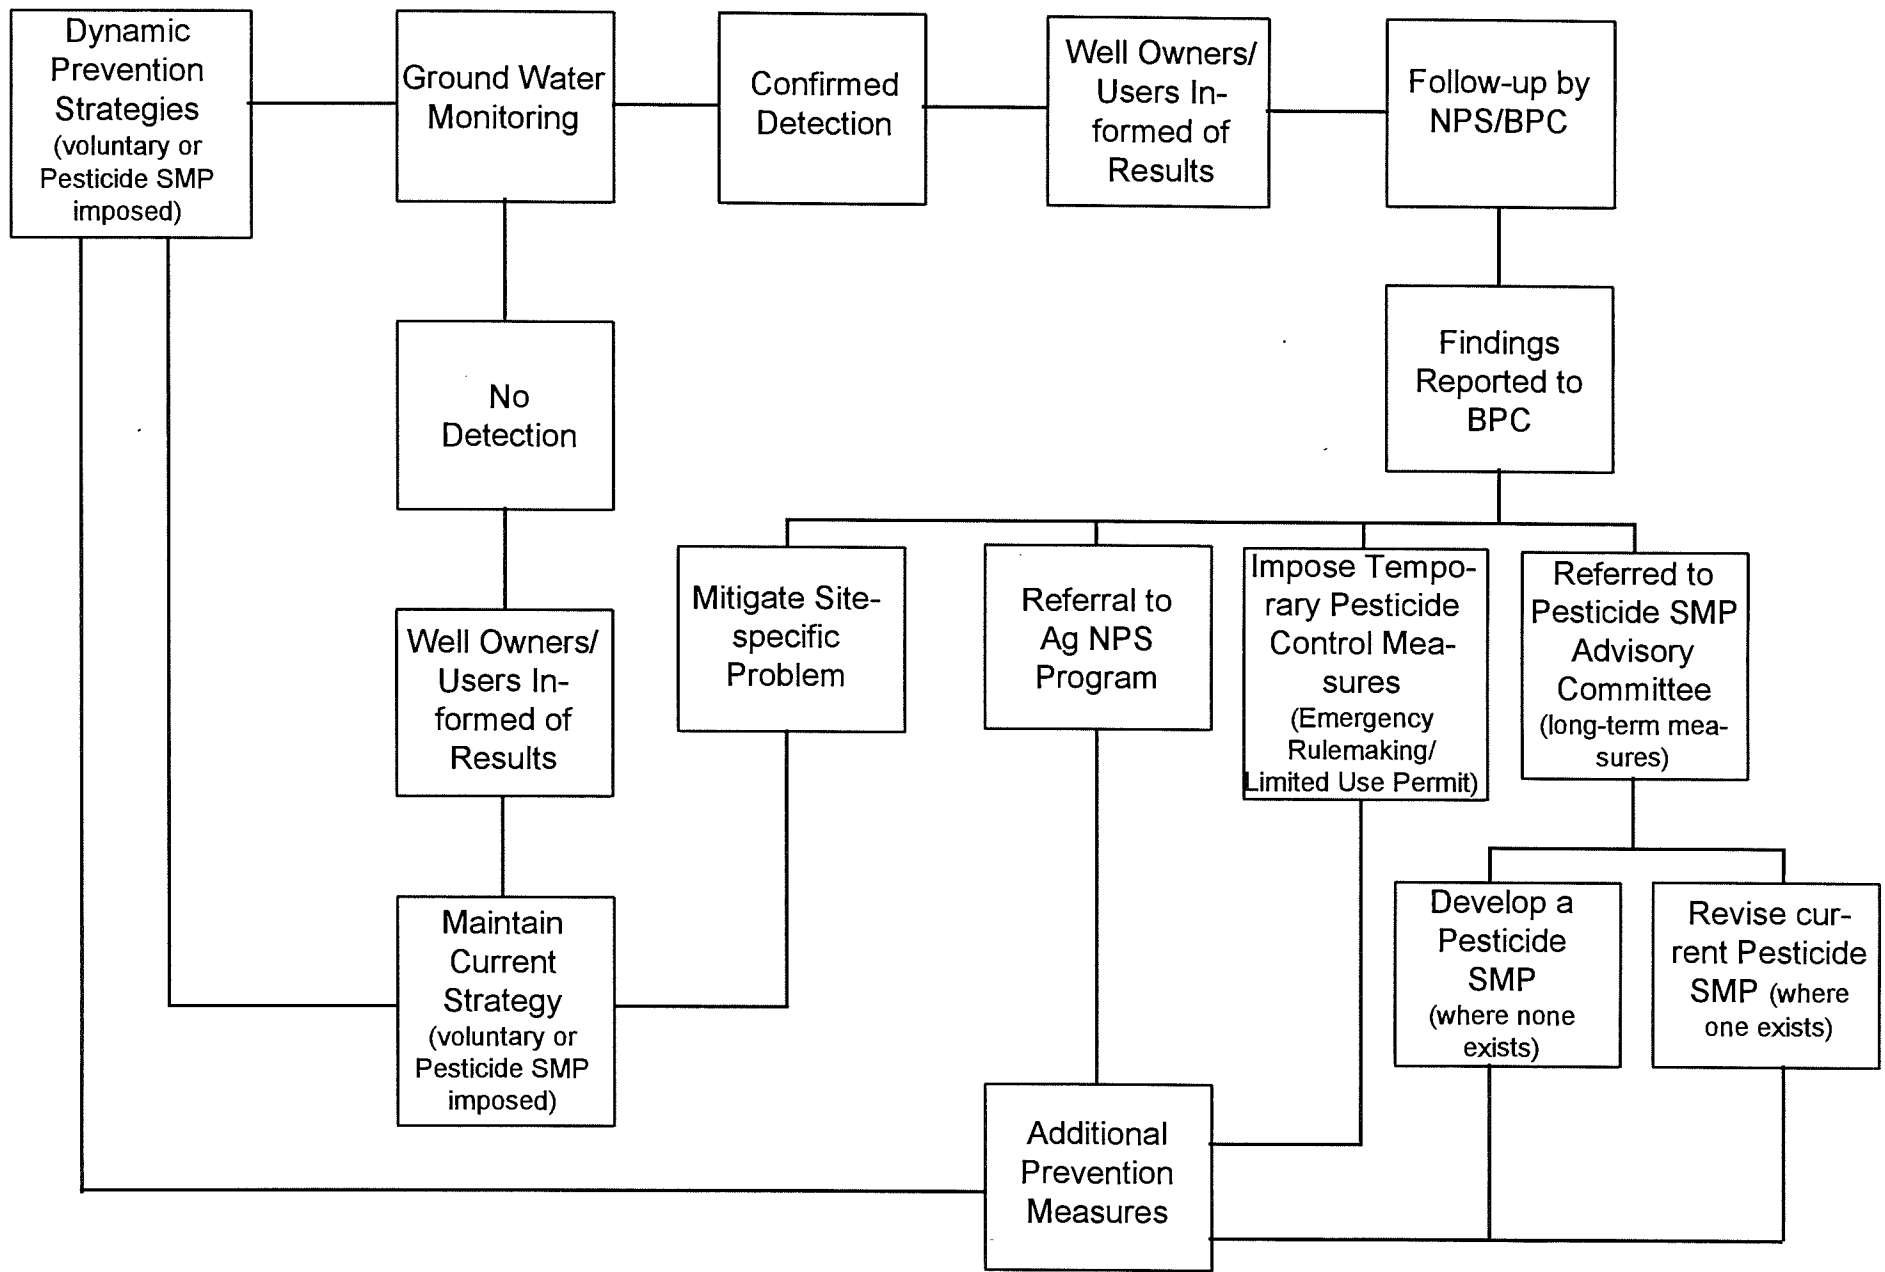 Dynamic
Prevention
Strategies
(voluntary or
Pesticide SMP
imposed)
Ground Water
Monitoring
Confirmed
Detection
Well Owners/
Users In-
formed of
Results
Follow-up by
NPS/BPC
Findings
Reported to
BPC
No
Detection
Well Owners/
Users In-
formed of
Results
Maintain
Current
Strategy
(voluntary or
Pesticide SMP
imposed)
Mitigate Site-
specific
Problem
Referral to
Ag NPS
Program
Impose Tempo-
rary Pesticide
Control Mea-
sures
(Emergency
Rulemaking/
Limited Use Permit)
Referred to
Pesticide SMP
Advisory
Committee
(long-term mea-
sures)
Develop a
Pesticide
SMP
(where none
exists)
Revise cur-
rent Pesticide
SMP (where
one exists)
Additional
Prevention
Measures